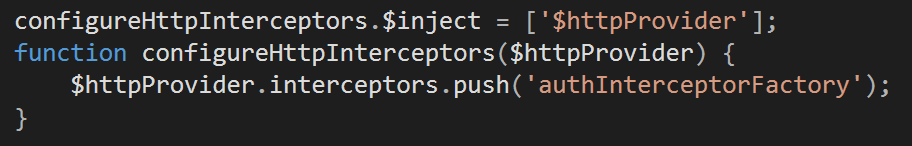 configureHttpInterceptors.$inject = ['$httpProvider'];
function configureHttpInterceptors($httpProvider) {
    $httpProvider.interceptors.push('authInterceptorFactory');
}